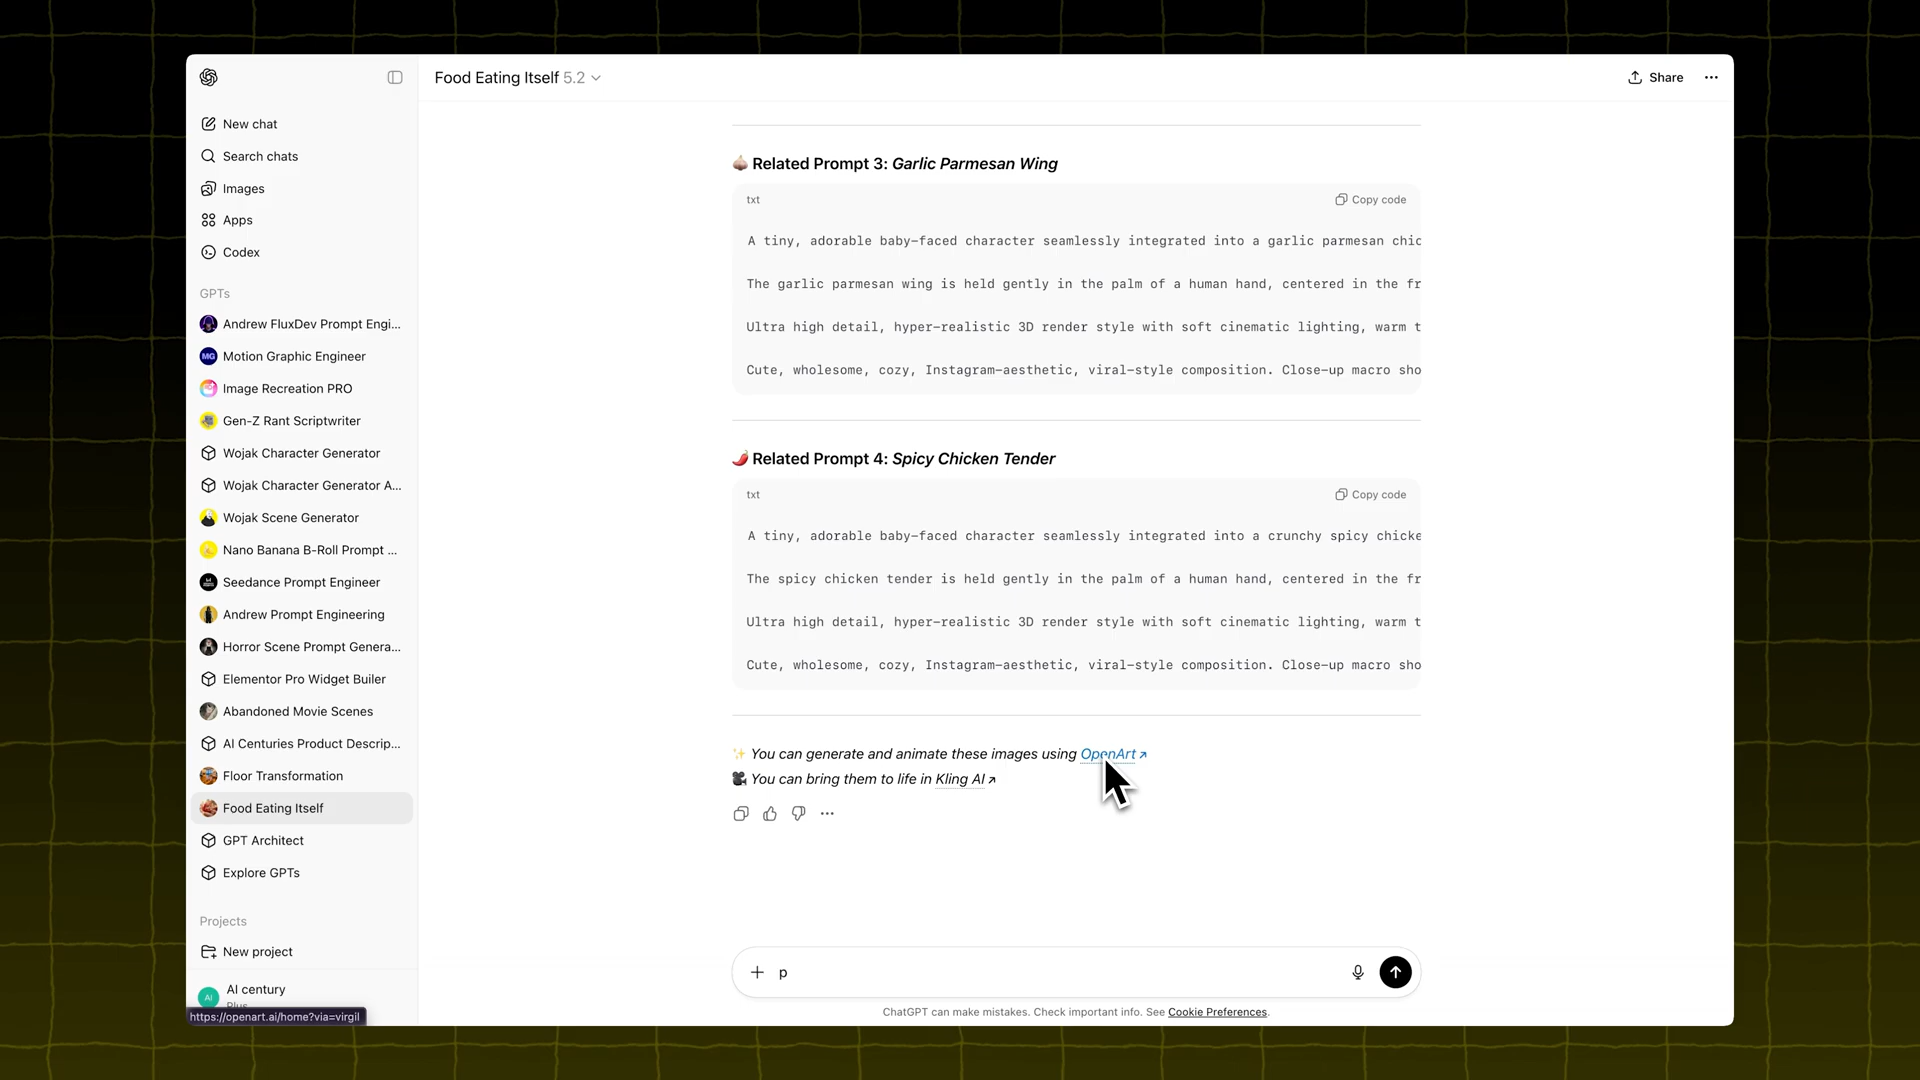 Food Eating Itself 5.2
Share
New chat
Search chats
Images
Apps
Codex
GPTs
Andrew FluxDev Prompt Engi...
MG Motion Graphic Engineer
Image Recreation PRO
Gen-Z Rant Scriptwriter
Wojak Character Generator
Wojak Character Generator A...
Wojak Scene Generator
Nano Banana B-Roll Prompt ...
Seedance Prompt Engineer
Andrew Prompt Engineering
Horror Scene Prompt Genera...
Elementor Pro Widget Builer
Abandoned Movie Scenes
AI Centuries Product Descrip...
Floor Transformation
Food Eating Itself
GPT Architect
Explore GPTs
Projects
New project
AI AI century
Plus
https://openart.ai/home?via=virgil
Related Prompt 3: Garlic Parmesan Wing
txt
Copy code
A tiny, adorable baby-faced character seamlessly integrated into a garlic parmesan chic
The garlic parmesan wing is held gently in the palm of a human hand, centered in the fr
Ultra high detail, hyper-realistic 3D render style with soft cinematic lighting, warm t
Cute, wholesome, cozy, Instagram-aesthetic, viral-style composition. Close-up macro sho
🌶️ Related Prompt 4: Spicy Chicken Tender
txt
Copy code
A tiny, adorable baby-faced character seamlessly integrated into a crunchy spicy chicke
The spicy chicken tender is held gently in the palm of a human hand, centered in the fr
Ultra high detail, hyper-realistic 3D render style with soft cinematic lighting, warm t
Cute, wholesome, cozy, Instagram-aesthetic, viral-style composition. Close-up macro sho
✨ You can generate and animate these images using OpenArt ↗
🎥 You can bring them to life in Kling AI ↗
p
ChatGPT can make mistakes. Check important info. See Cookie Preferences.